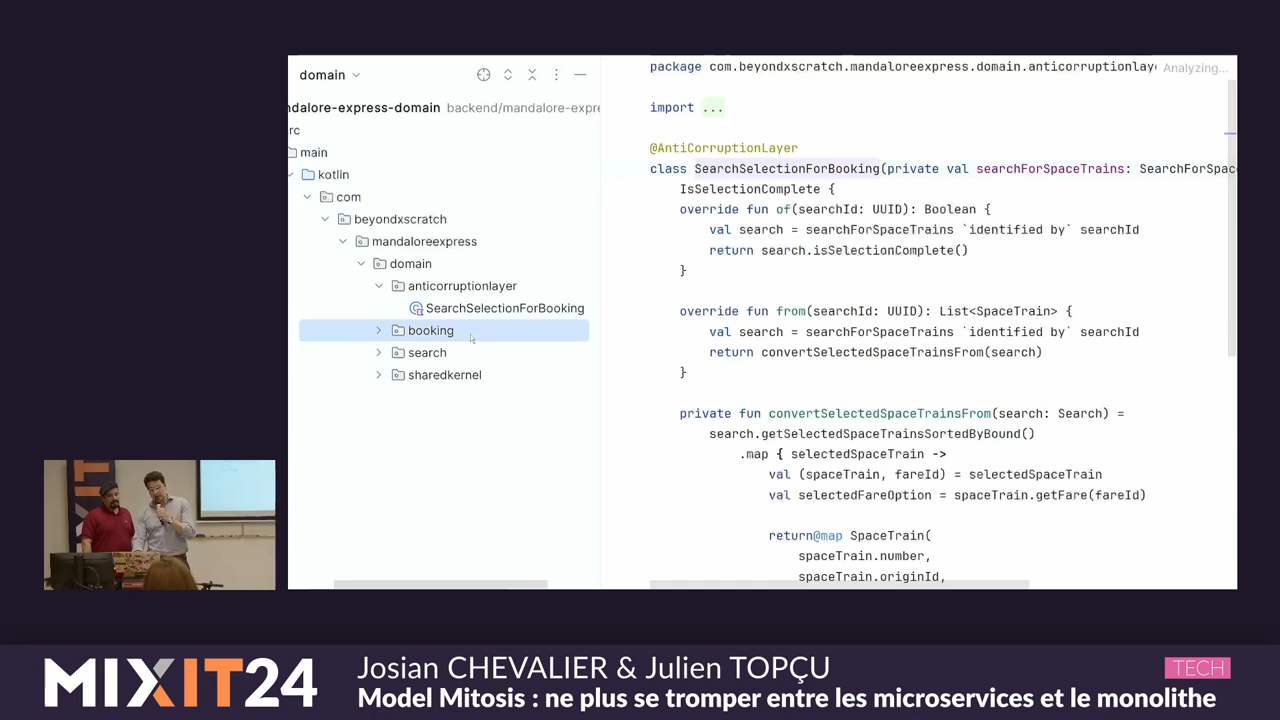 domain
ndalore-express-domain backend/mandalore-expre
rc
main
kotlin
com
beyondxscratch
mandaloreexpress
domain
anticorruptionlayer
SearchSelectionForBooking
booking
search
sharedkernel
package com.beyondxscratch.mandaloreexpress.domain.anticorruptionlaye
Analyzing...
import ...
@AntiCorruptionLayer
class SearchSelectionForBooking(private val searchForSpaceTrains: SearchForSpace
IsSelectionComplete {
override fun of(searchId: UUID): Boolean {
val search = searchForSpaceTrains `identified by` searchId
return search.isSelectionComplete()
}
override fun from(searchId: UUID): List<SpaceTrain> {
val search = searchForSpaceTrains `identified by` searchId
return convertSelectedSpaceTrainsFrom(search)
}
private fun convertSelectedSpaceTrainsFrom(search: Search) =
search.getSelectedSpaceTrainsSortedByBound()
.map { selectedSpaceTrain ->
val (spaceTrain, fareId) = selectedSpaceTrain
val selectedFareOption = spaceTrain.getFare(fareId)
return@map SpaceTrain(
spaceTrain.number,
spaceTrain.originId,
MIXIT
MIXIT24
Josian CHEVALIER & Julien TOPÇU
TECH
Model Mitosis : ne plus se tromper entre les microservices et le monolithe